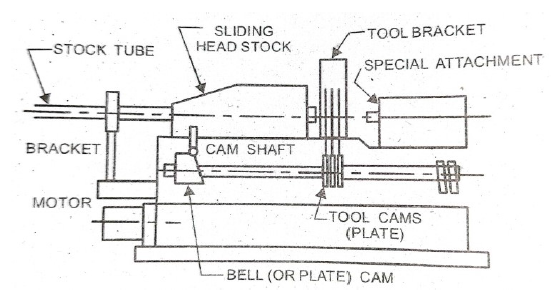 STOCK TUBE
SLIDING
HEAD STOCK
TOOL BRACKET
SPECIAL ATTACHMENT
BRACKET
CAM SHAFT
MOTOR
TOOL CAMS
(PLATE)
BELL (OR PLATE) CAM